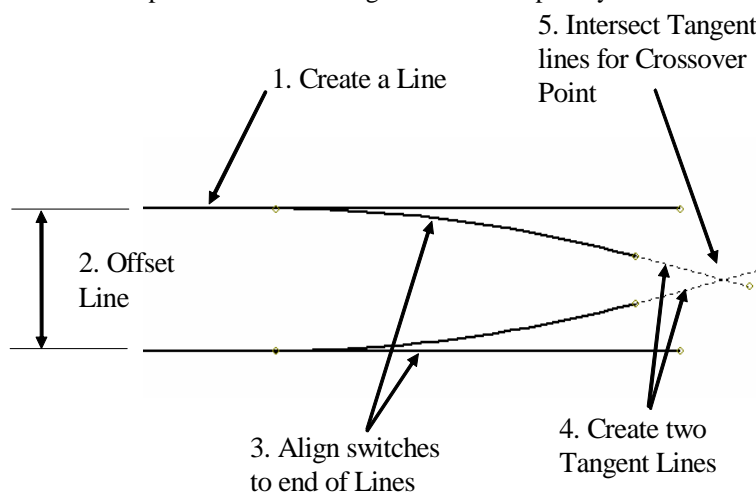 5. Intersect Tangent
lines for Crossover
Point
1. Create a Line
2. Offset
Line
3. Align switches
to end of Lines
4. Create two
Tangent Lines